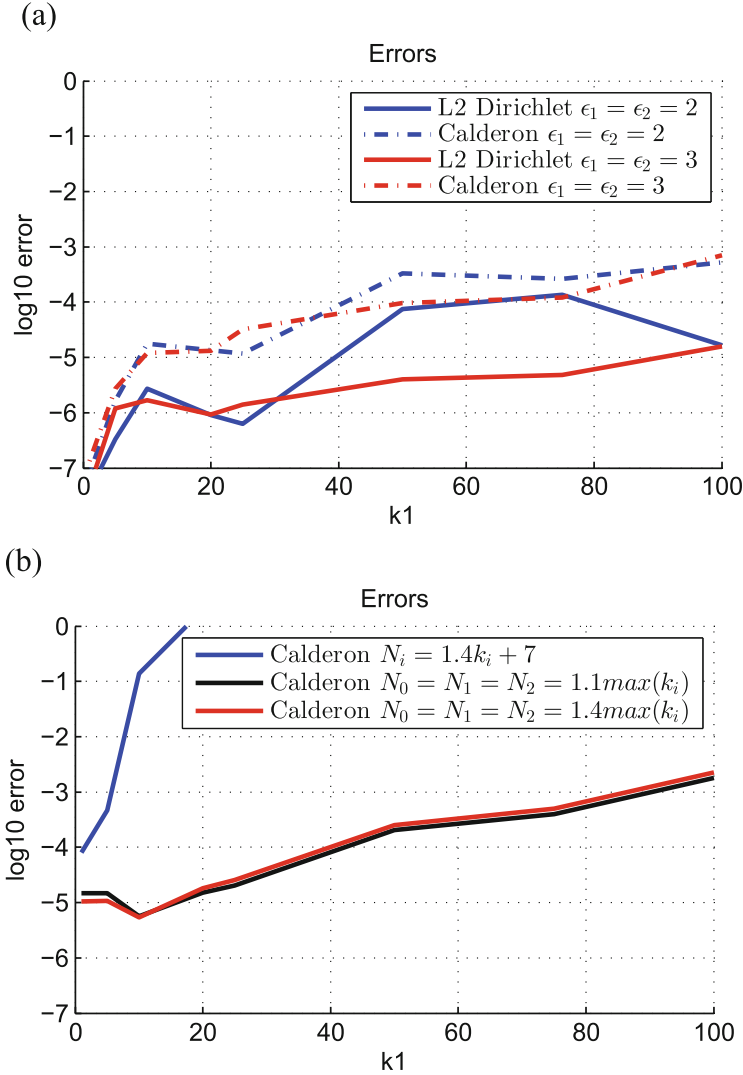 (a)
Errors
0
−1
−2
−3
−4
−5
−6
−7
log10 error
L2 Dirichlet ϵ₁ = ϵ₂ = 2
Calderon ϵ₁ = ϵ₂ = 2
L2 Dirichlet ϵ₁ = ϵ₂ = 3
Calderon ϵ₁ = ϵ₂ = 3
0 20 40 60 80 100
k1
(b)
Errors
0
−1
−2
−3
−4
−5
−6
−7
log10 error
Calderon Nᵢ = 1.4kᵢ + 7
Calderon N₀ = N₁ = N₂ = 1.1max(kᵢ)
Calderon N₀ = N₁ = N₂ = 1.4max(kᵢ)
0 20 40 60 80 100
k1